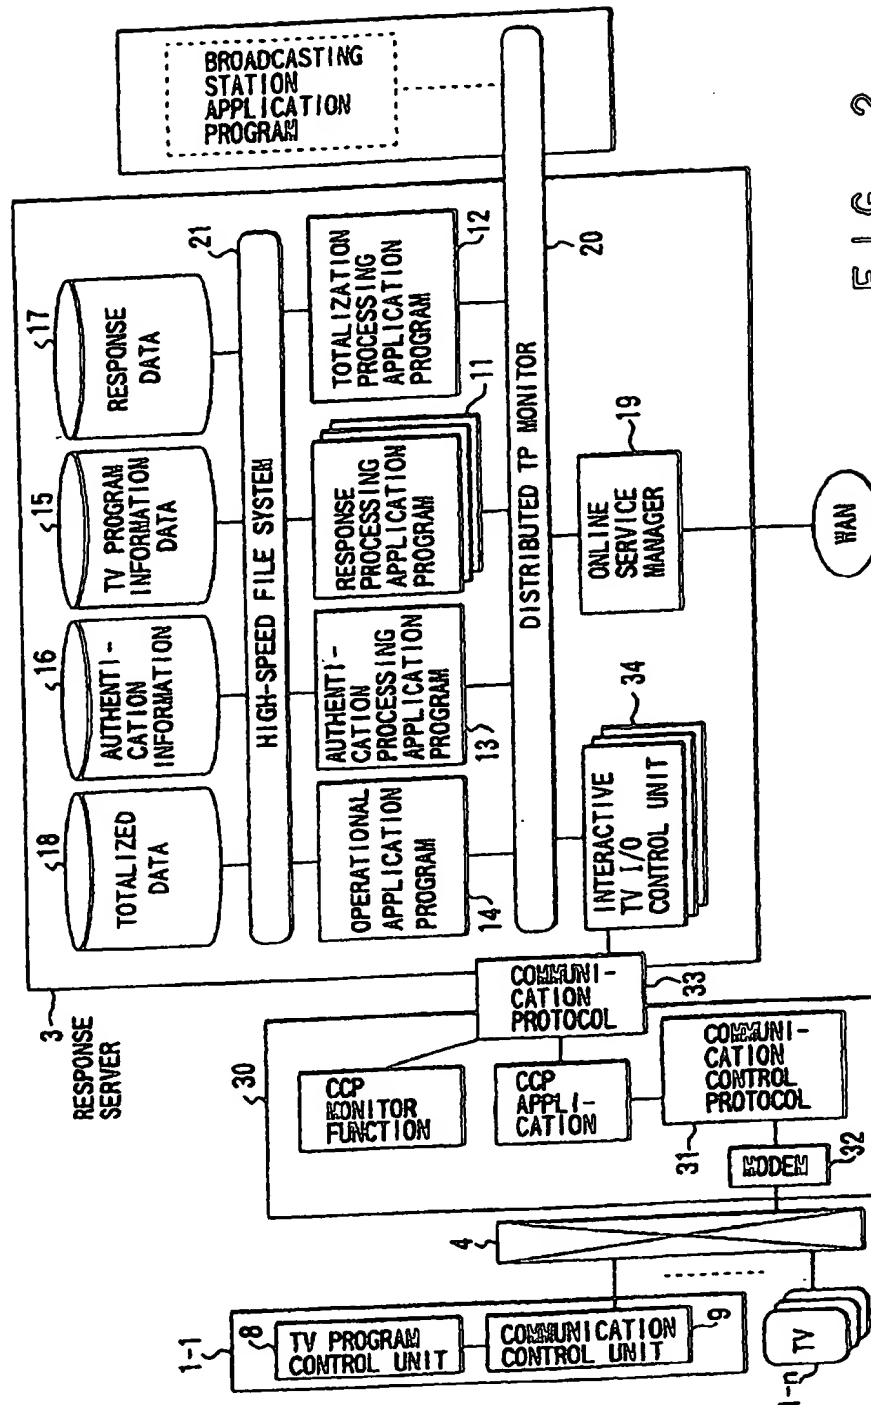 FIG. 2
BROADCASTING
STATION
APPLICATION
PROGRAM
3
RESPONSE
SERVER
18
TOTALIZED
DATA
16
AUTHENTI-
CATION
INFORMATION
15
TV PROGRAM
INFORMATION
DATA
17
RESPONSE
DATA
HIGH-SPEED FILE SYSTEM
21
OPERATIONAL
APPLICATION
PROGRAM
14
AUTHENTI-
CATION
PROCESSING
APPLICATION
PROGRAM
13
RESPONSE
PROCESSING
APPLICATION
PROGRAM
11
TOTALIZATION
PROCESSING
APPLICATION
PROGRAM
12
DISTRIBUTED TP MONITOR
20
INTERACTIVE
TV I/O
CONTROL UNIT
34
ONLINE
SERVICE
MANAGER
19
WAN
30
COMMUNI-
CATION
PROTOCOL
33
CCP
MONITOR
FUNCTION
CCP
APPLI-
CATION
COMMUNI-
CATION
CONTROL
PROTOCOL
31
MODEM
32
4
1-1
8
TV PROGRAM
CONTROL UNIT
COMMUNICATION
CONTROL UNIT
9
TV
1-n